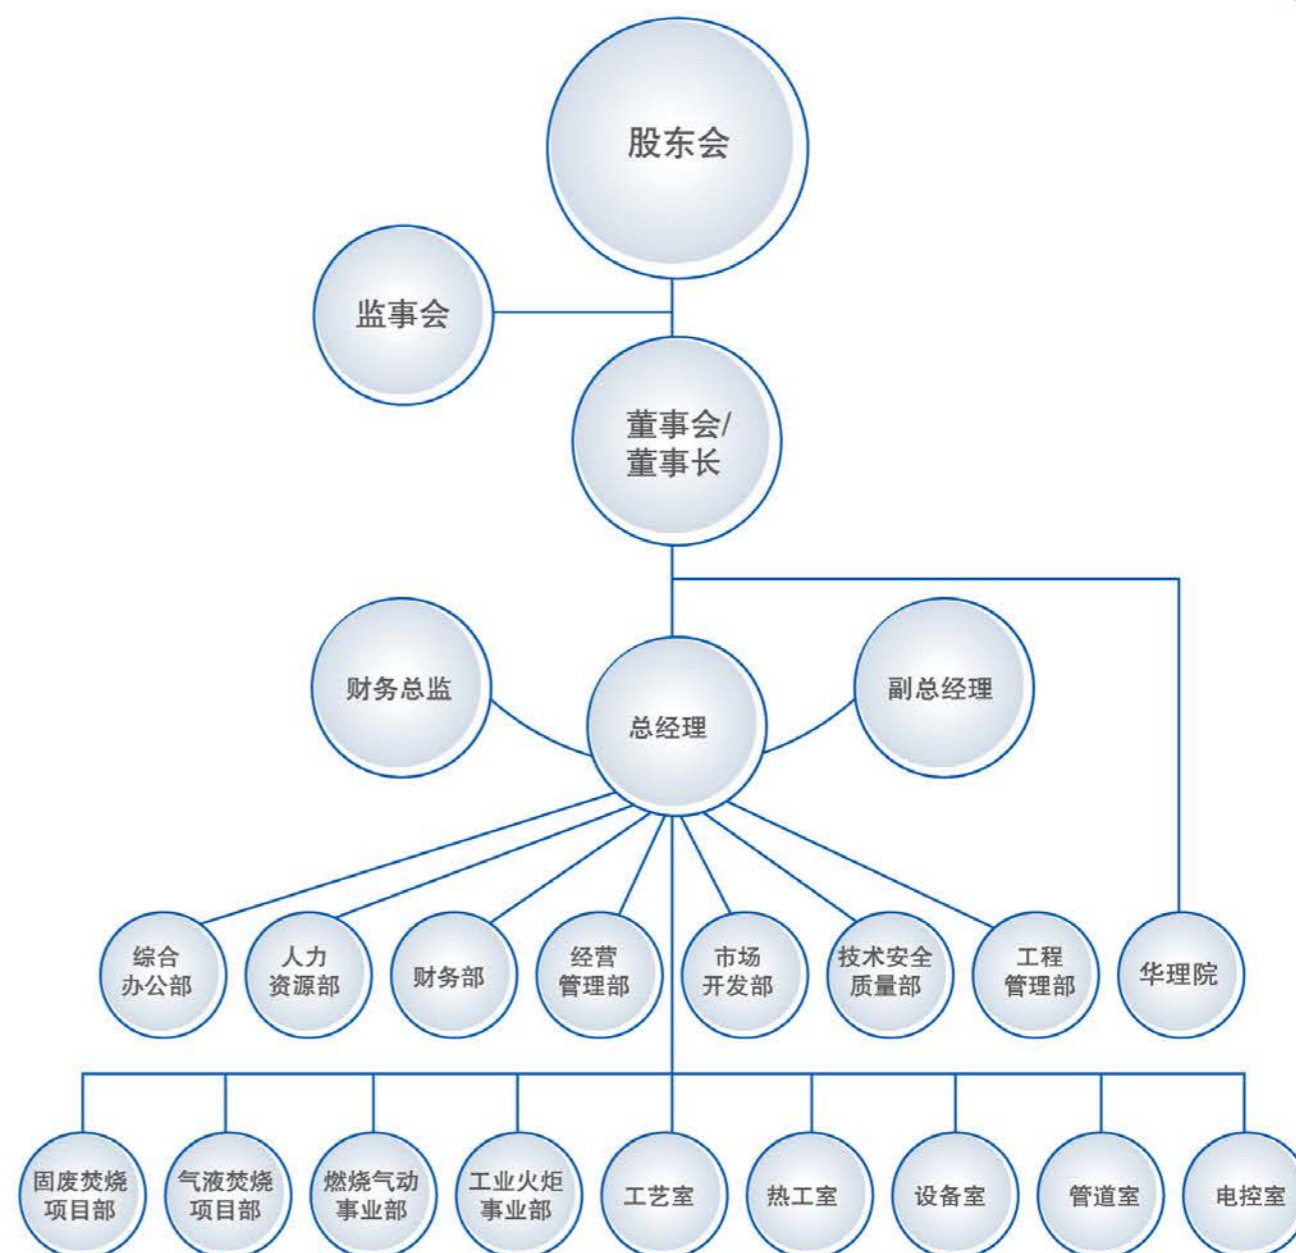 股东会
监事会
董事会/
董事长
财务总监
总经理
副总经理
综合
办公部
人力
资源部
财务部
经营
管理部
市场
开发部
技术安全
质量部
工程
管理部
华理院
固废焚烧
项目部
气液焚烧
项目部
燃烧气动
事业部
工业火炬
事业部
工艺室
热工室
设备室
管道室
电控室